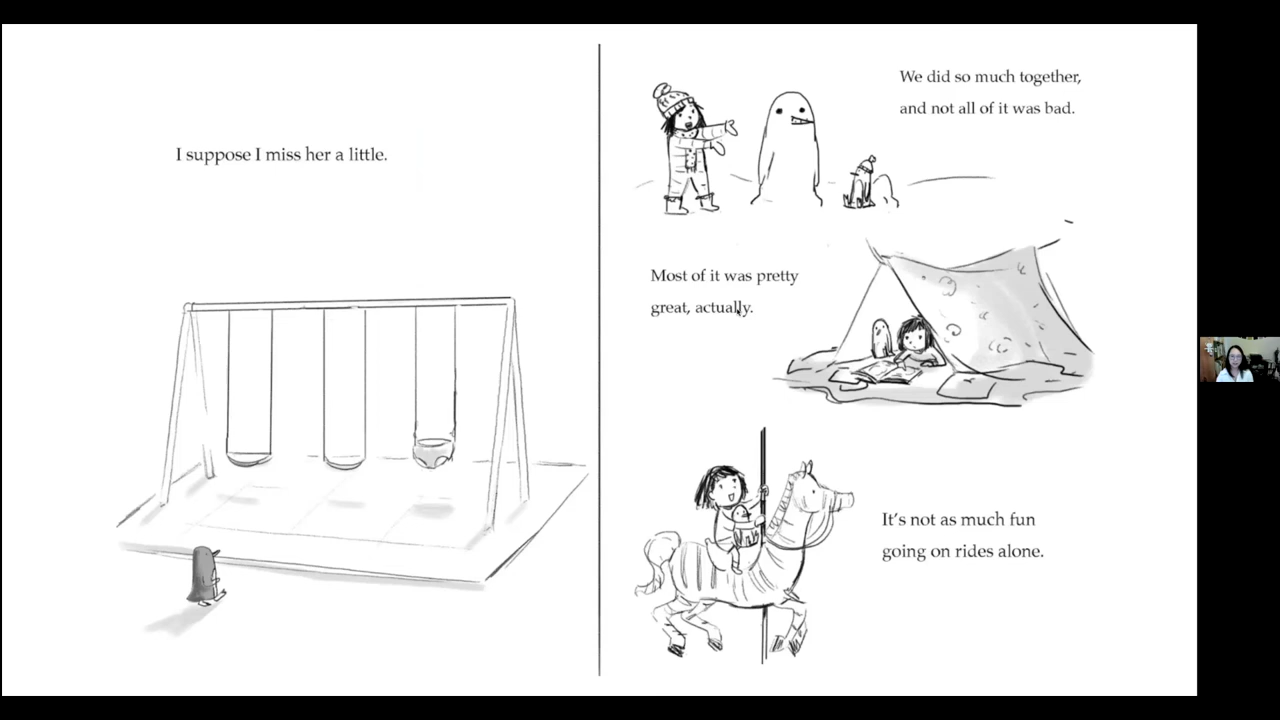 I suppose I miss her a little.
We did so much together,
and not all of it was bad.
Most of it was pretty
great, actually.
It's not as much fun
going on rides alone.